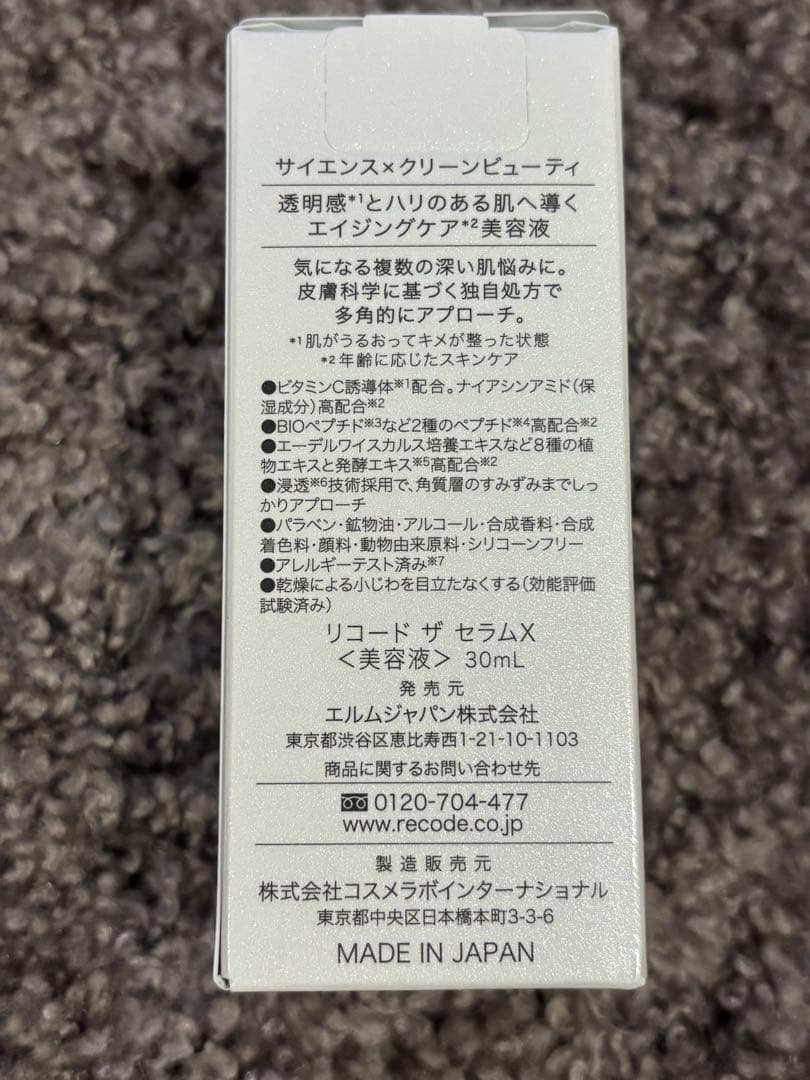 サイエンス×クリーンビューティ
透明感*1とハリのある肌へ導く
エイジングケア*2美容液
気になる複数の深い肌悩みに。
皮膚科学に基づく独自処方で
多角的にアプローチ。
*1肌がうるおってキメが整った状態
*2年齢に応じたスキンケア
●ビタミンC誘導体※1配合。ナイアシンアミド(保
湿成分)高配合※2
●BIOペプチド※3など2種のペプチド※4高配合※2
●エーデルワイスカルス培養エキスなど8種の植
物エキスと発酵エキス※5高配合※2
●浸透※6技術採用で、角質層のすみずみまでしっ
かりアプローチ
●パラベン・鉱物油・アルコール・合成香料・合成
着色料・顔料・動物由来原料・シリコーンフリー
●アレルギーテスト済み※7
●乾燥による小じわを目立たなくする(効能評価
試験済み)
リコード ザ セラムX
<美容液> 30mL
発売元
エルムジャパン株式会社
東京都渋谷区恵比寿西1-21-10-1103
商品に関するお問い合わせ先
0120-704-477
www.recode.co.jp
製造販売元
株式会社コスメラボインターナショナル
東京都中央区日本橋本町3-3-6
MADE IN JAPAN